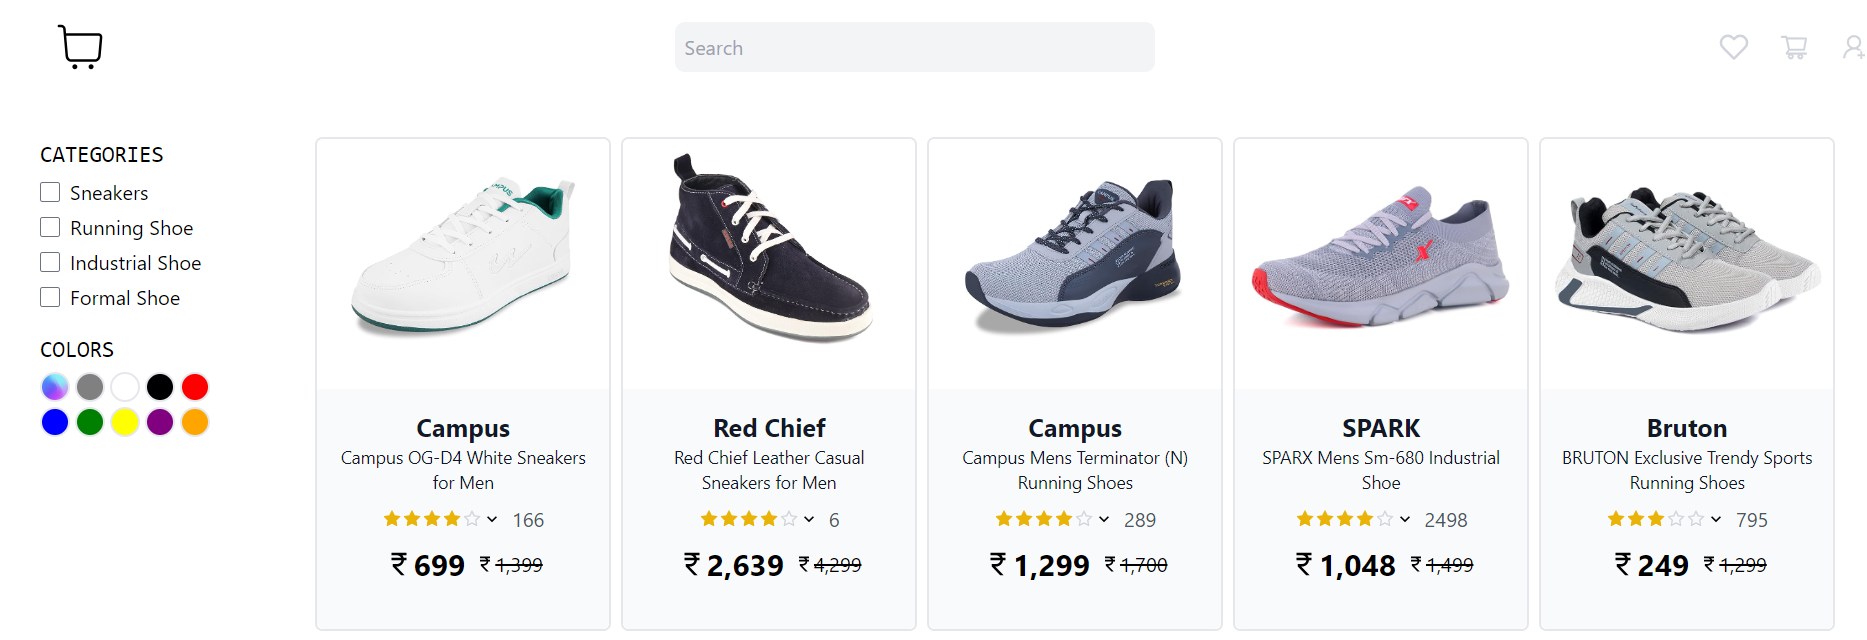 Search
CATEGORIES
Sneakers
Running Shoe
Industrial Shoe
Formal Shoe
COLORS
Campus
Campus OG-D4 White Sneakers
for Men
166
₹ 699 ₹ 1,399
Red Chief
Red Chief Leather Casual
Sneakers for Men
6
₹ 2,639 ₹ 4,299
Campus
Campus Mens Terminator (N)
Running Shoes
289
₹ 1,299 ₹ 1,700
SPARK
SPARX Mens Sm-680 Industrial
Shoe
2498
₹ 1,048 ₹ 1,499
Bruton
BRUTON Exclusive Trendy Sports
Running Shoes
795
₹ 249 ₹ 1,299